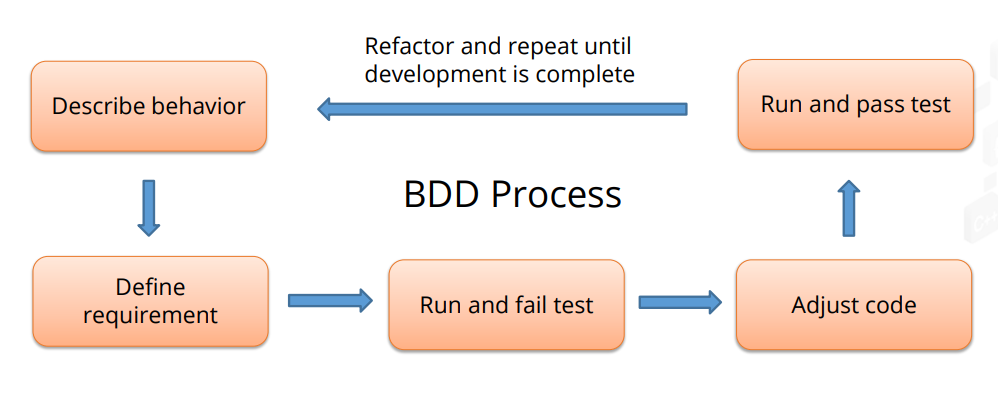 Refactor and repeat until
development is complete
Describe behavior
Run and pass test
BDD Process
Define
requirement
Run and fail test
Adjust code
C++